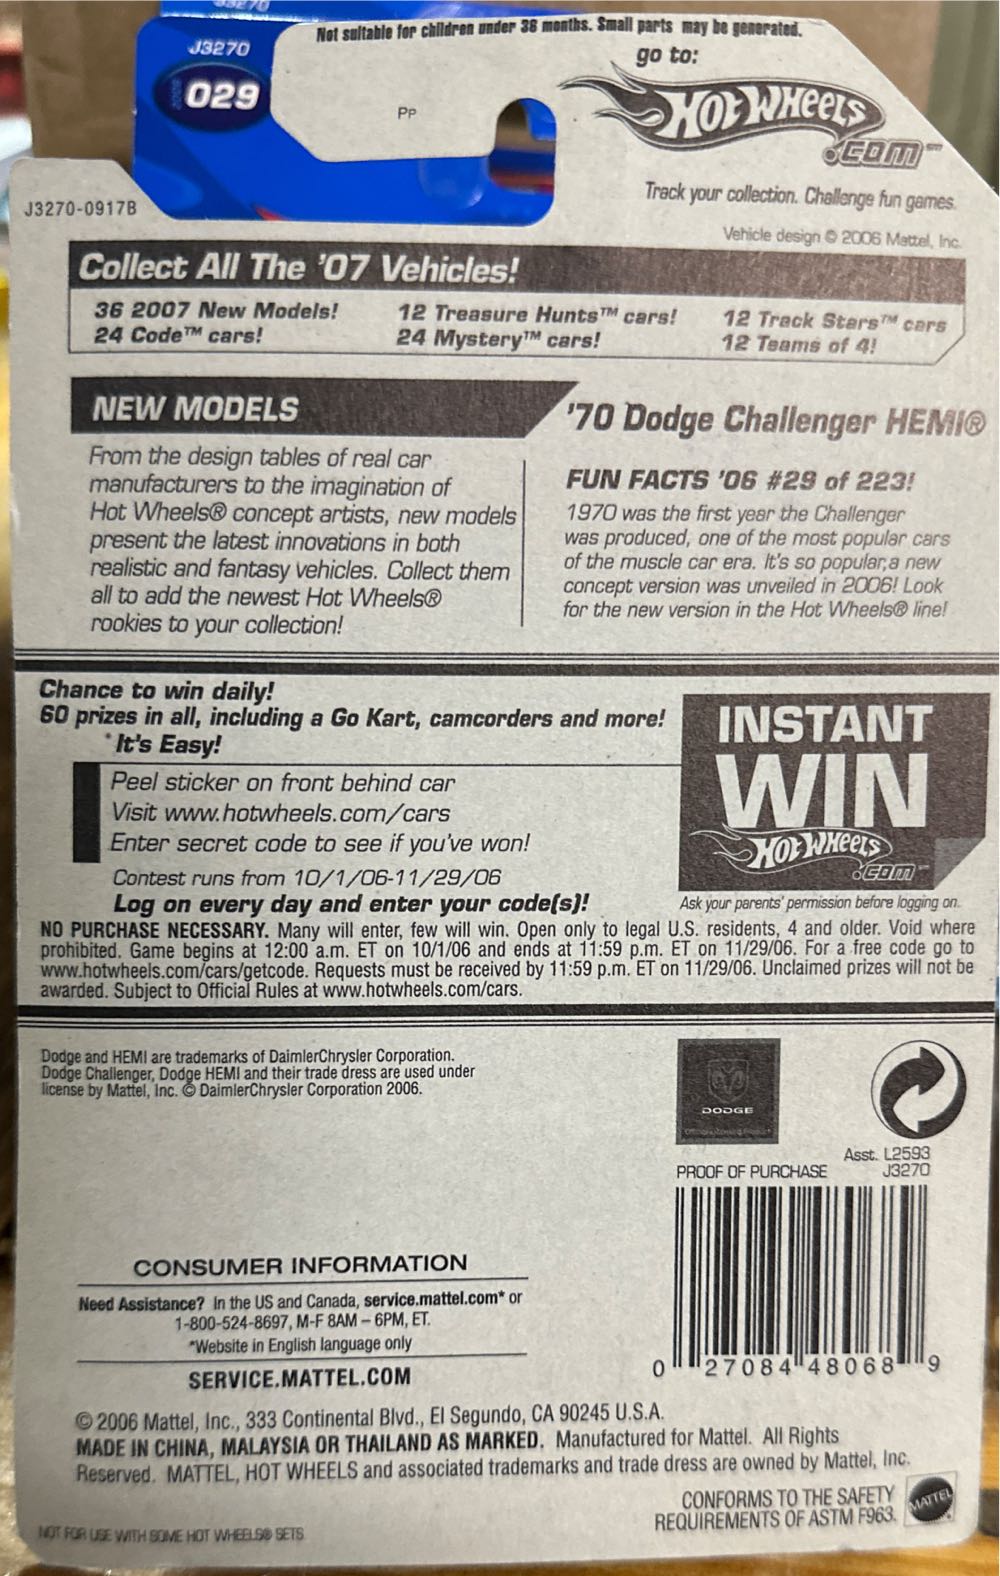 J3270
029
Not suitable for children under 36 months. Small parts may be generated.
go to:
Pp
HOT WHEELS
.COM℠
Track your collection. Challenge fun games.
J3270-0917B
Vehicle design © 2006 Mattel, Inc.
Collect All The '07 Vehicles!
36 2007 New Models! 12 Treasure Hunts™ cars! 12 Track Stars™ cars
24 Code™ cars! 24 Mystery™ cars! 12 Teams of 4!
NEW MODELS
From the design tables of real car
manufacturers to the imagination of
Hot Wheels® concept artists, new models
present the latest innovations in both
realistic and fantasy vehicles. Collect them
all to add the newest Hot Wheels®
rookies to your collection!
'70 Dodge Challenger HEMI®
FUN FACTS '06 #29 of 223!
1970 was the first year the Challenger
was produced, one of the most popular cars
of the muscle car era. It's so popular,a new
concept version was unveiled in 2006! Look
for the new version in the Hot Wheels® line!
Chance to win daily!
60 prizes in all, including a Go Kart, camcorders and more!
It's Easy!
Peel sticker on front behind car
Visit www.hotwheels.com/cars
Enter secret code to see if you've won!
Contest runs from 10/1/06-11/29/06
Log on every day and enter your code(s)!
INSTANT
WIN
HOT WHEELS
.COM
Ask your parents' permission before logging on.
NO PURCHASE NECESSARY. Many will enter, few will win. Open only to legal U.S. residents, 4 and older. Void where
prohibited. Game begins at 12:00 a.m. ET on 10/1/06 and ends at 11:59 p.m. ET on 11/29/06. For a free code go to
www.hotwheels.com/cars/getcode. Requests must be received by 11:59 p.m. ET on 11/29/06. Unclaimed prizes will not be
awarded. Subject to Official Rules at www.hotwheels.com/cars.
Dodge and HEMI are trademarks of DaimlerChrysler Corporation.
Dodge Challenger, Dodge HEMI and their trade dress are used under
license by Mattel, Inc. © DaimlerChrysler Corporation 2006.
DODGE
Asst. L2593
PROOF OF PURCHASE J3270
0 27084 48068 9
CONSUMER INFORMATION
Need Assistance? In the US and Canada, service.mattel.com* or
1-800-524-8697, M-F 8AM – 6PM, ET.
*Website in English language only
SERVICE.MATTEL.COM
© 2006 Mattel, Inc., 333 Continental Blvd., El Segundo, CA 90245 U.S.A.
MADE IN CHINA, MALAYSIA OR THAILAND AS MARKED. Manufactured for Mattel. All Rights
Reserved. MATTEL, HOT WHEELS and associated trademarks and trade dress are owned by Mattel, Inc.
CONFORMS TO THE SAFETY
REQUIREMENTS OF ASTM F963.
MATTEL
NOT FOR USE WITH SOME HOT WHEELS® SETS